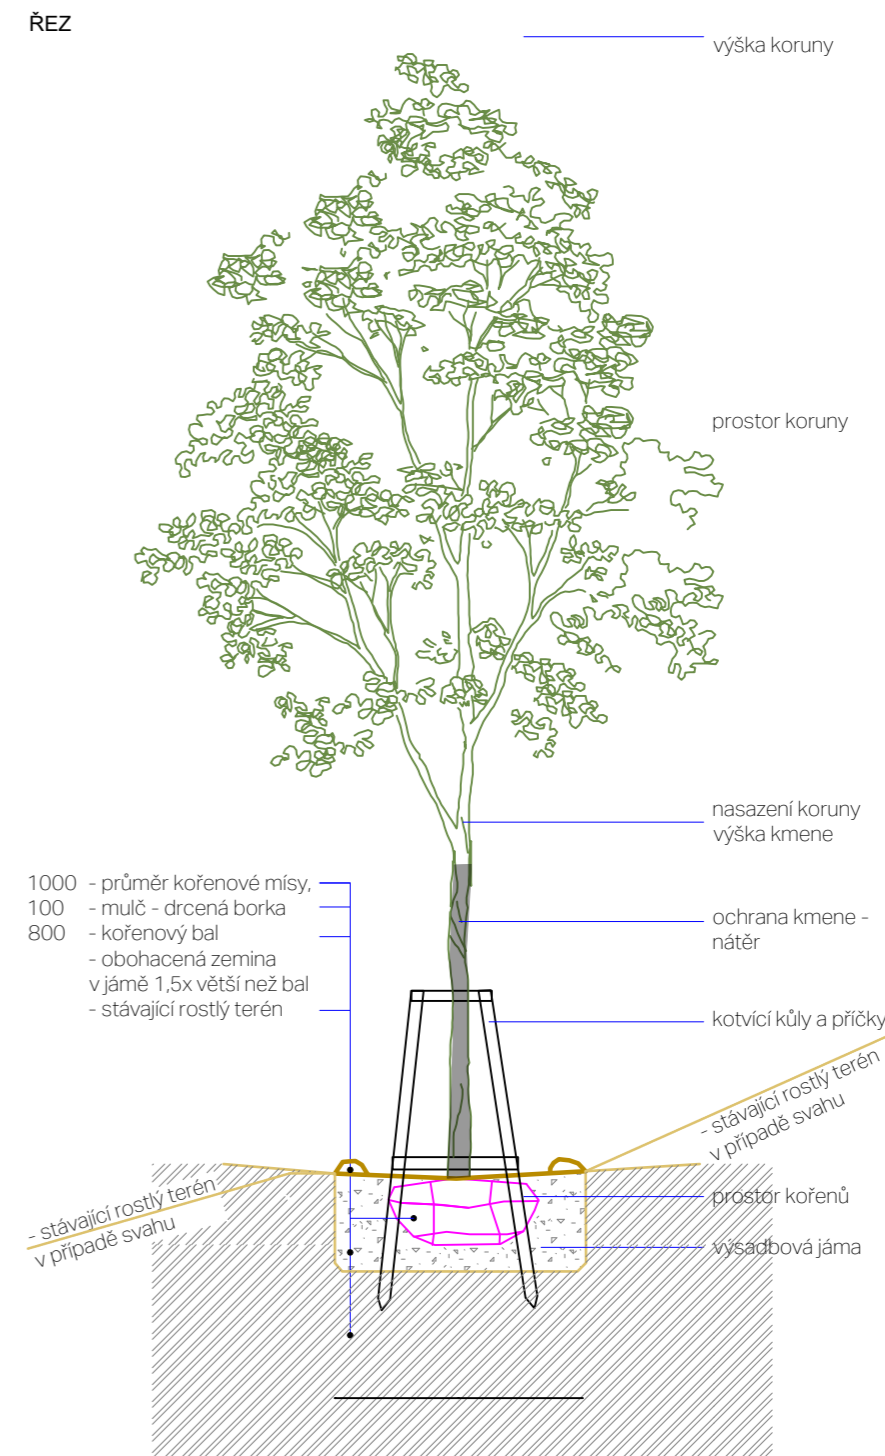 ŘEZ
výška koruny
prostor koruny
nasazení koruny
výška kmene
1000 - průměr kořenové mísy,
100 - mulč - drcená borka
800 - kořenový bal
- obohacená zemina
v jámě 1,5x větší než bal
- stávající rostlý terén
ochrana kmene -
nátěr
kotvící kůly a příčky
- stávající rostlý terén
v případě svahu
- stávající rostlý terén
v případě svahu
prostor kořenů
výsadbová jáma